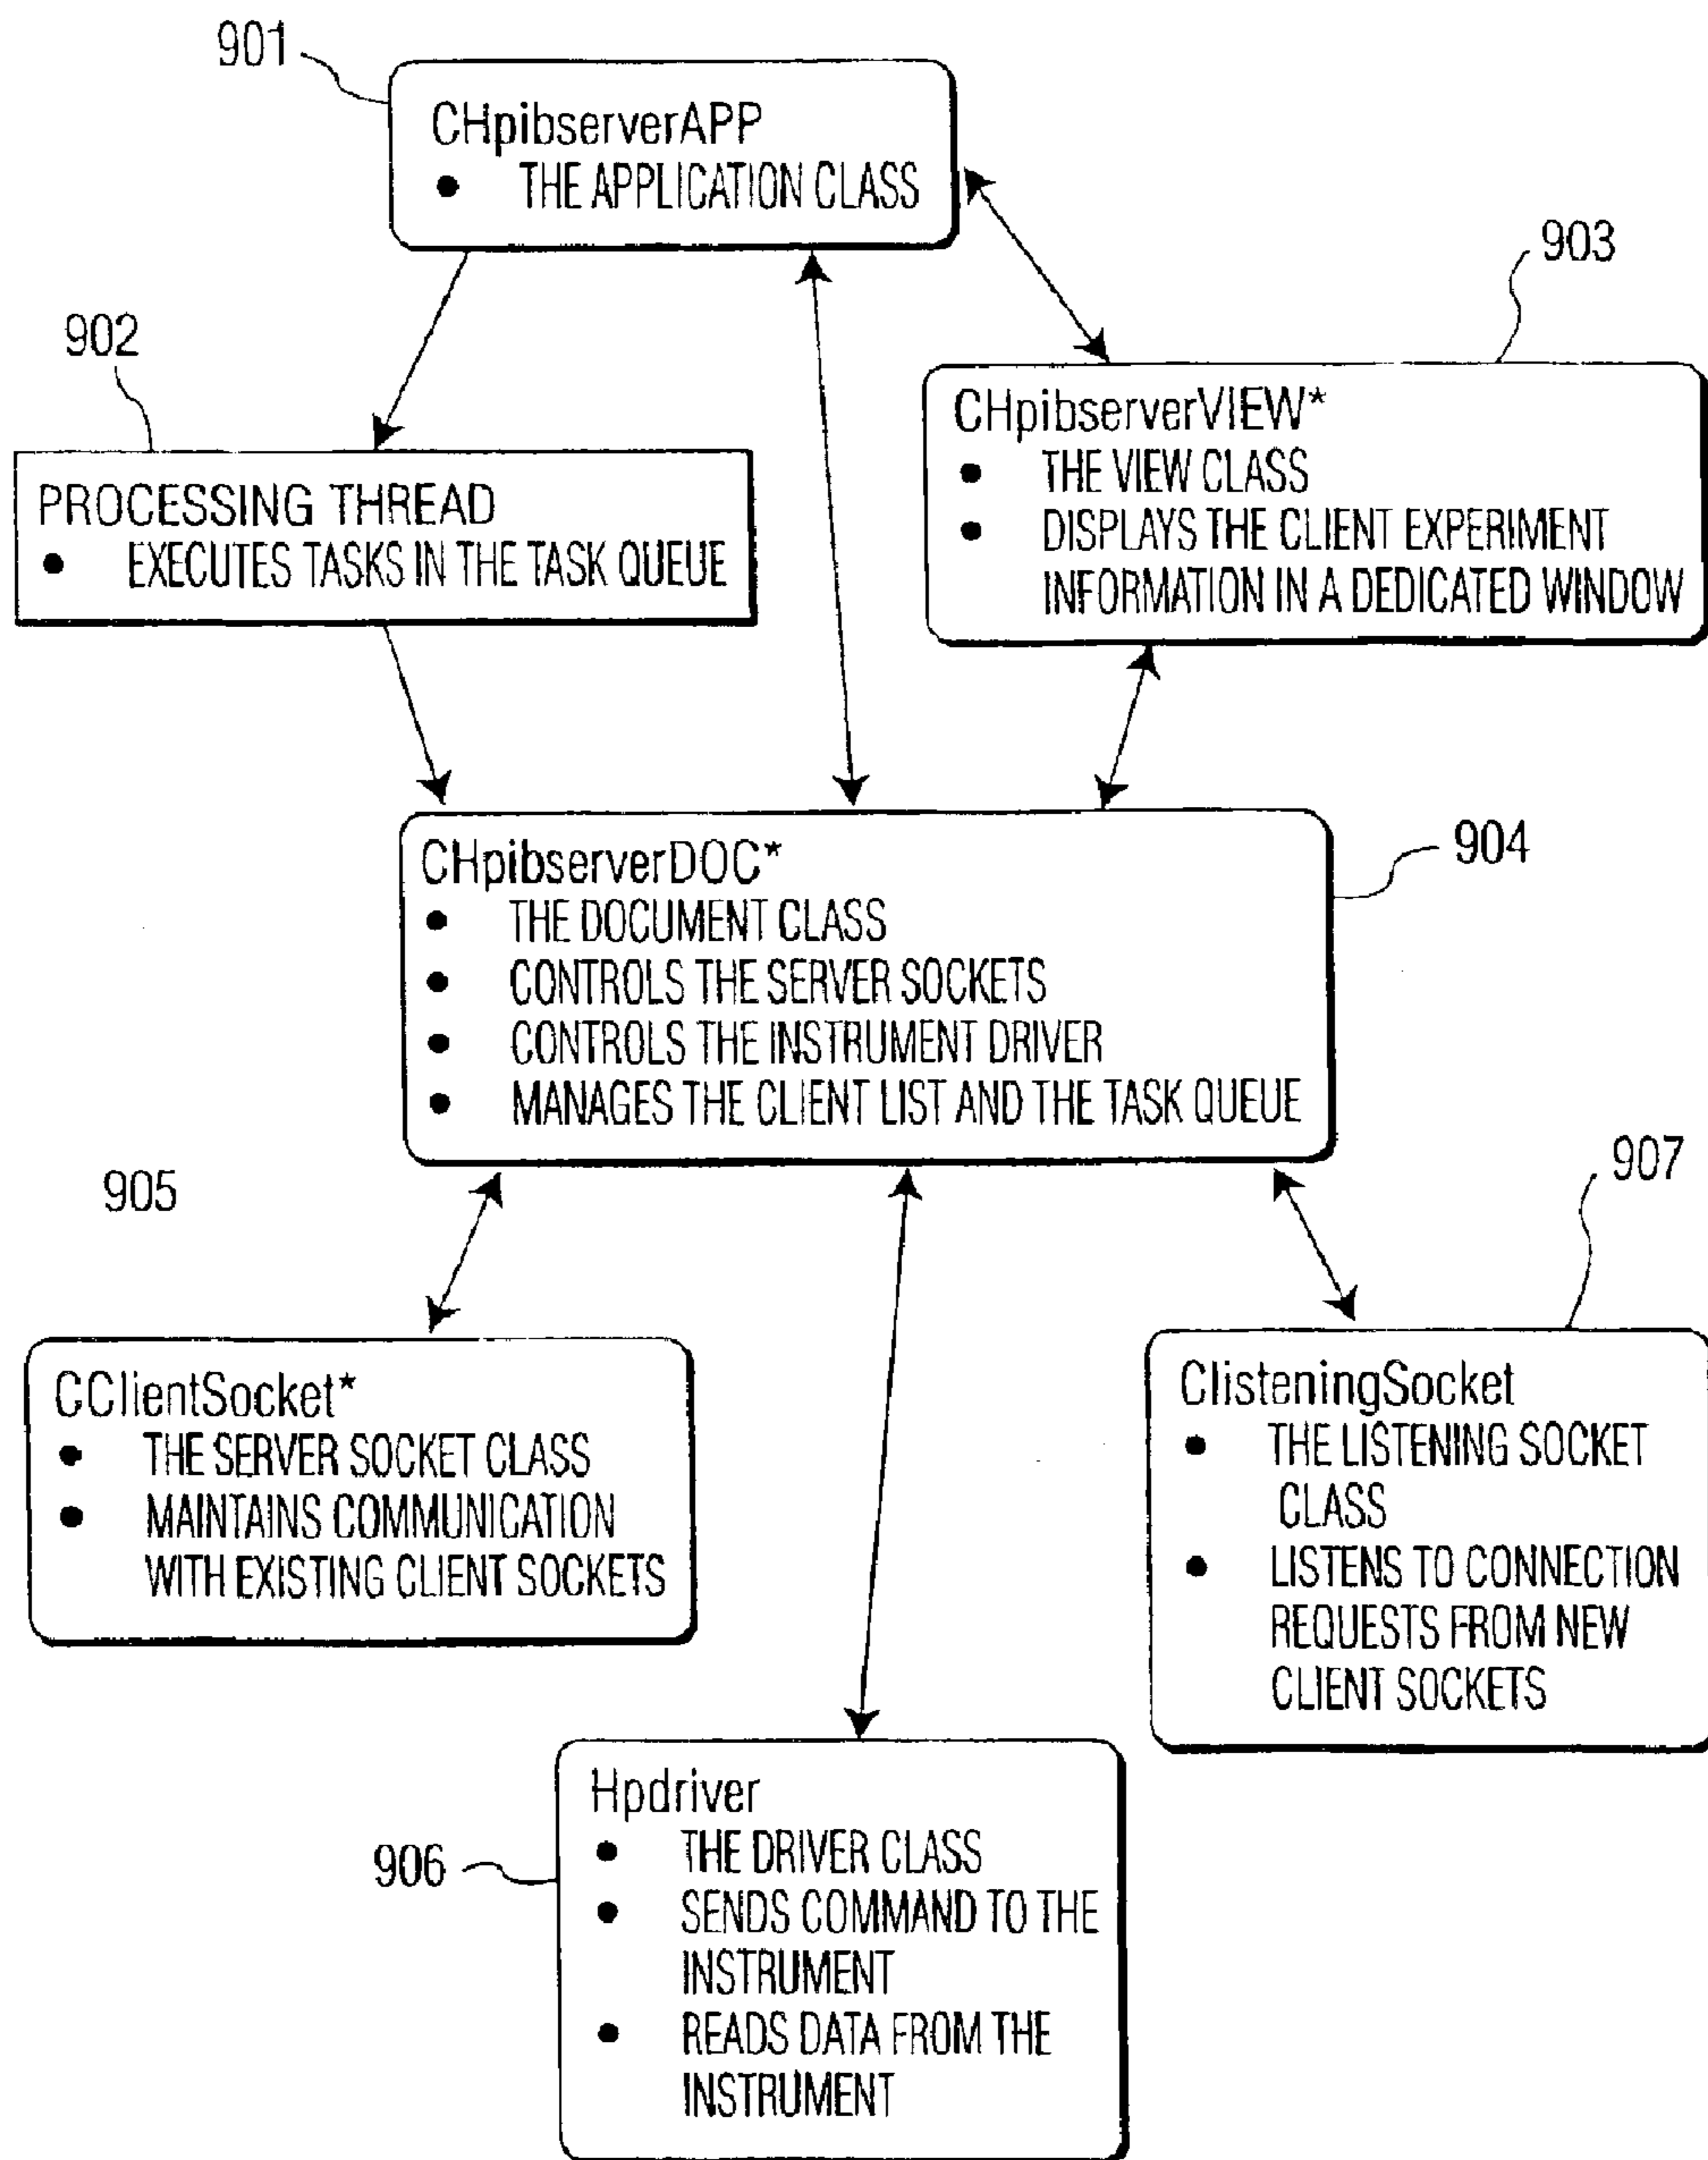 901
CHpibserverAPP
● THE APPLICATION CLASS
903
902
CHpibserverVIEW*
● THE VIEW CLASS
● DISPLAYS THE CLIENT EXPERIMENT
INFORMATION IN A DEDICATED WINDOW
PROCESSING THREAD
● EXECUTES TASKS IN THE TASK QUEUE
904
CHpibserverDOC*
● THE DOCUMENT CLASS
● CONTROLS THE SERVER SOCKETS
● CONTROLS THE INSTRUMENT DRIVER
● MANAGES THE CLIENT LIST AND THE TASK QUEUE
905
907
CClientSocket*
● THE SERVER SOCKET CLASS
● MAINTAINS COMMUNICATION
WITH EXISTING CLIENT SOCKETS
ClisteningSocket
● THE LISTENING SOCKET
CLASS
● LISTENS TO CONNECTION
REQUESTS FROM NEW
CLIENT SOCKETS
906
Hpdriver
● THE DRIVER CLASS
● SENDS COMMAND TO THE
INSTRUMENT
● READS DATA FROM THE
INSTRUMENT